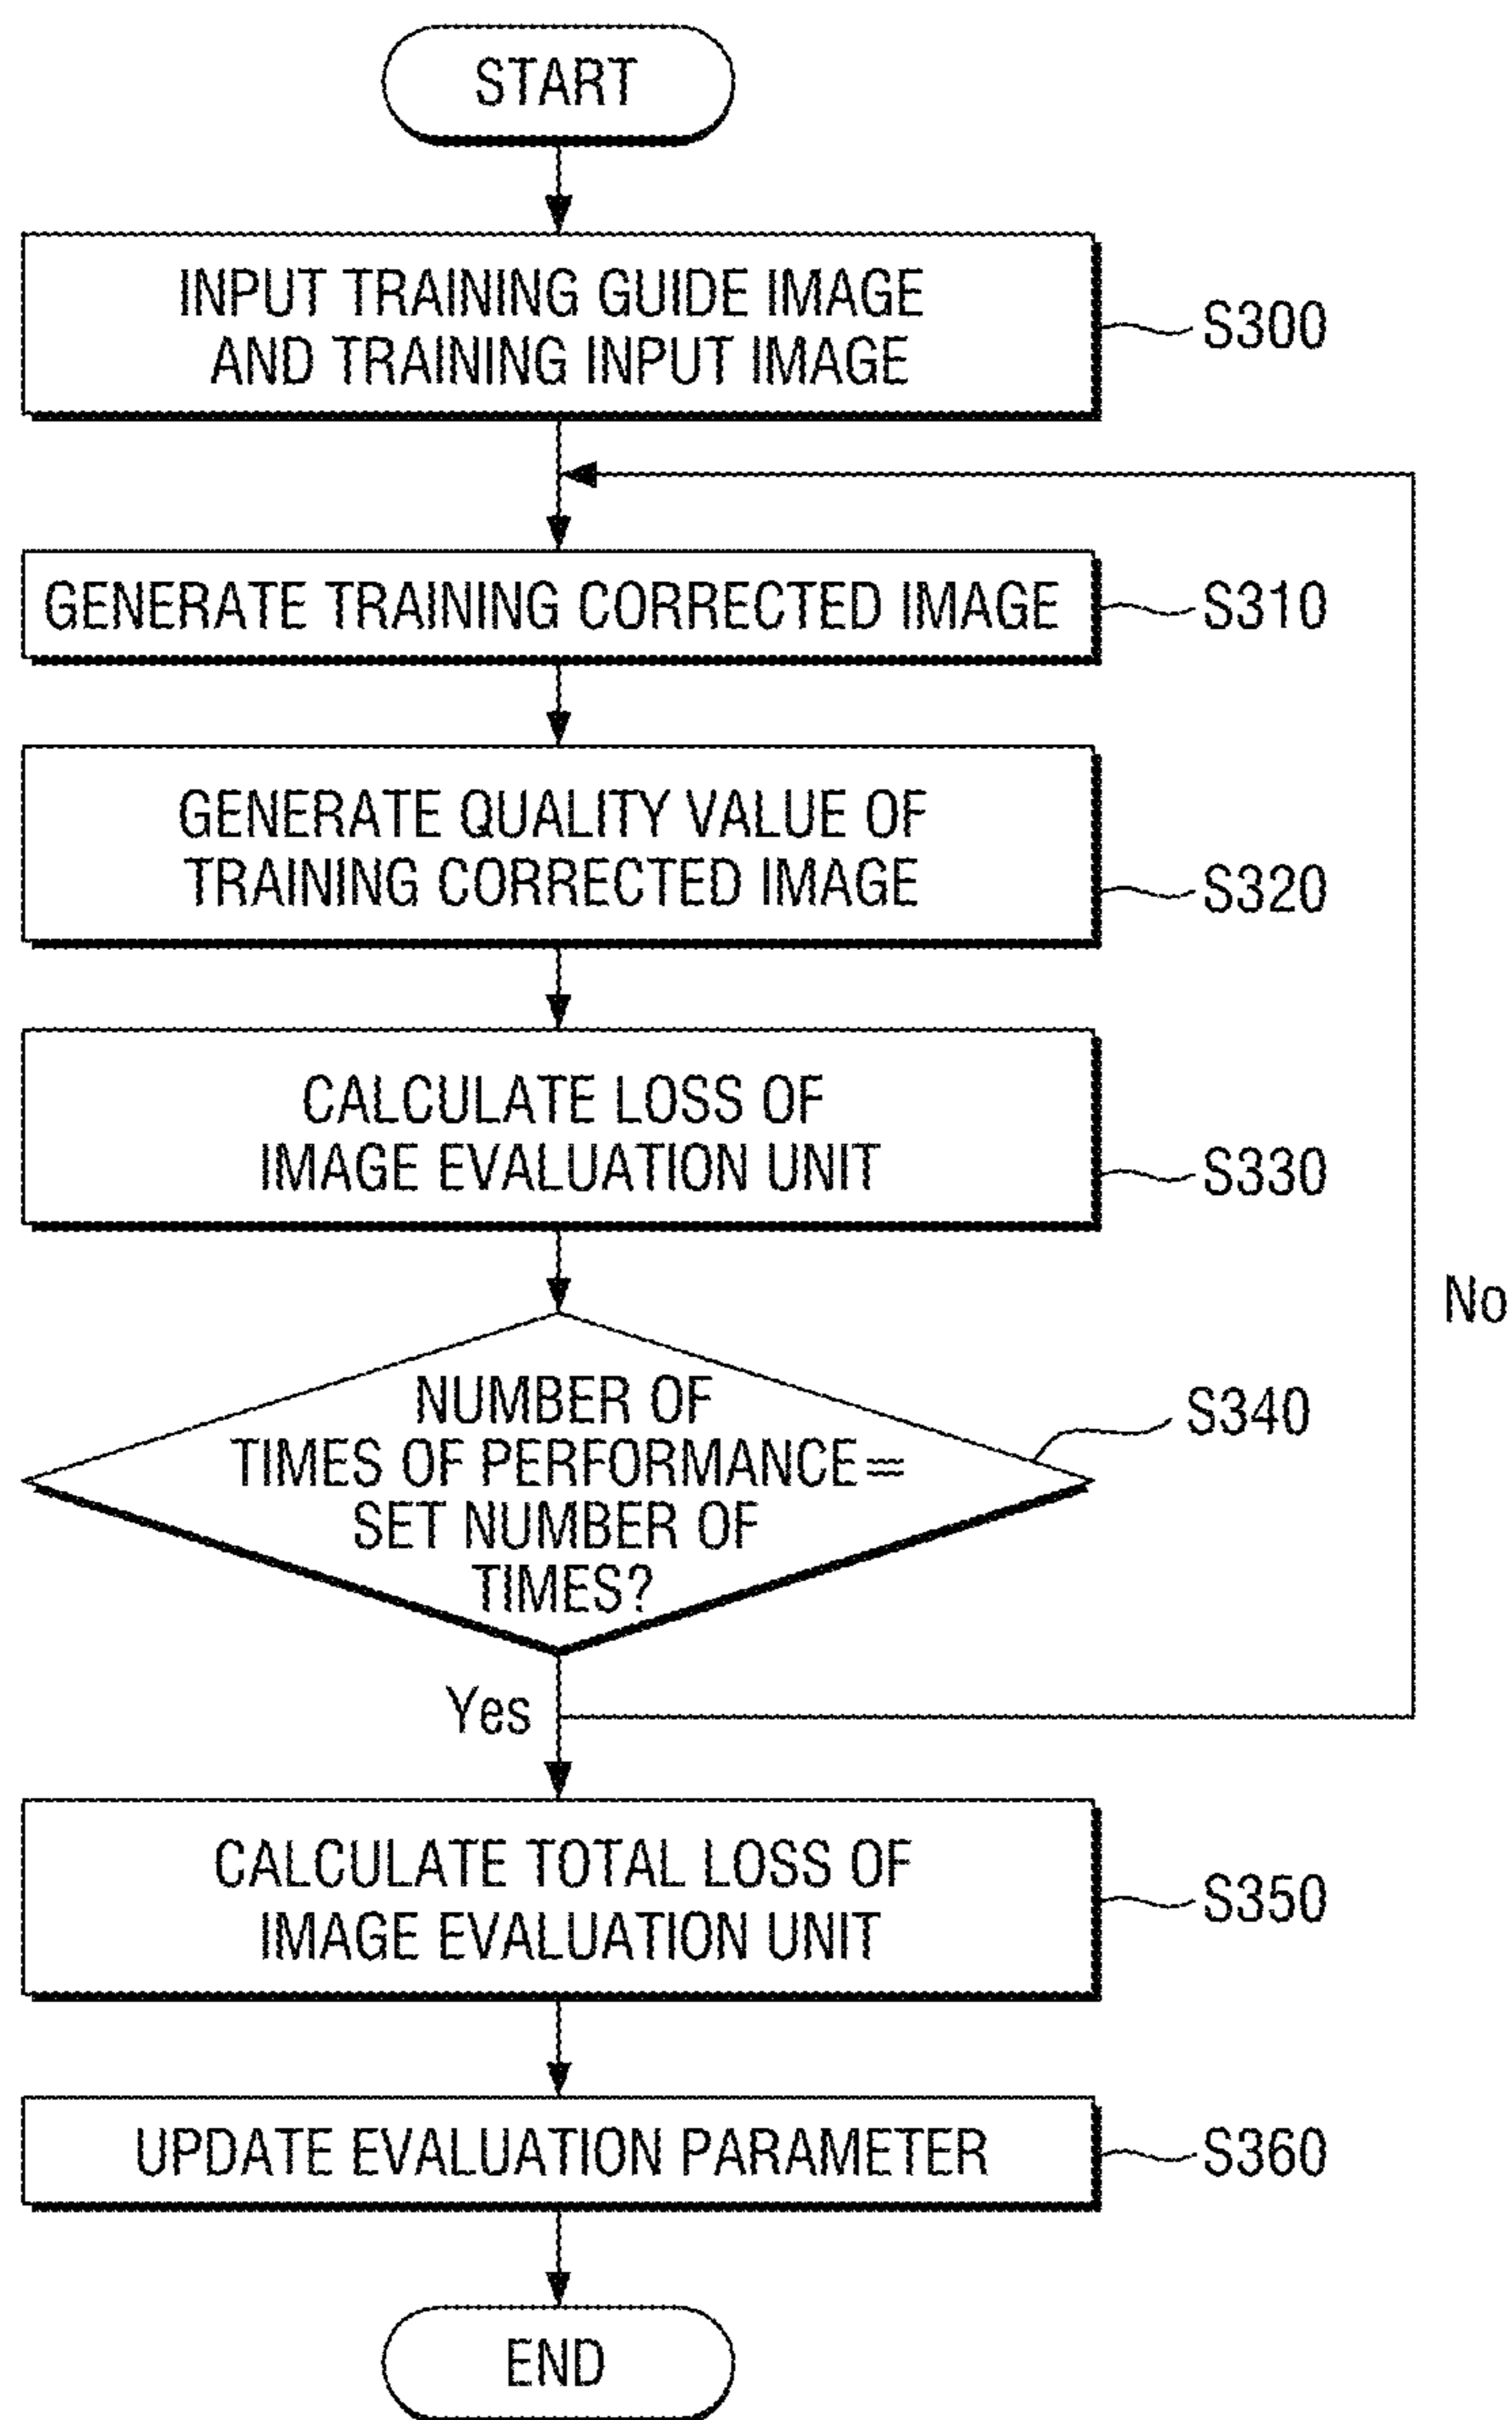 START
INPUT TRAINING GUIDE IMAGE
AND TRAINING INPUT IMAGE
S300
GENERATE TRAINING CORRECTED IMAGE
S310
GENERATE QUALITY VALUE OF
TRAINING CORRECTED IMAGE
S320
CALCULATE LOSS OF
IMAGE EVALUATION UNIT
S330
No
NUMBER OF
TIMES OF PERFORMANCE==
SET NUMBER OF
TIMES?
S340
Yes
CALCULATE TOTAL LOSS OF
IMAGE EVALUATION UNIT
S350
UPDATE EVALUATION PARAMETER
S360
END